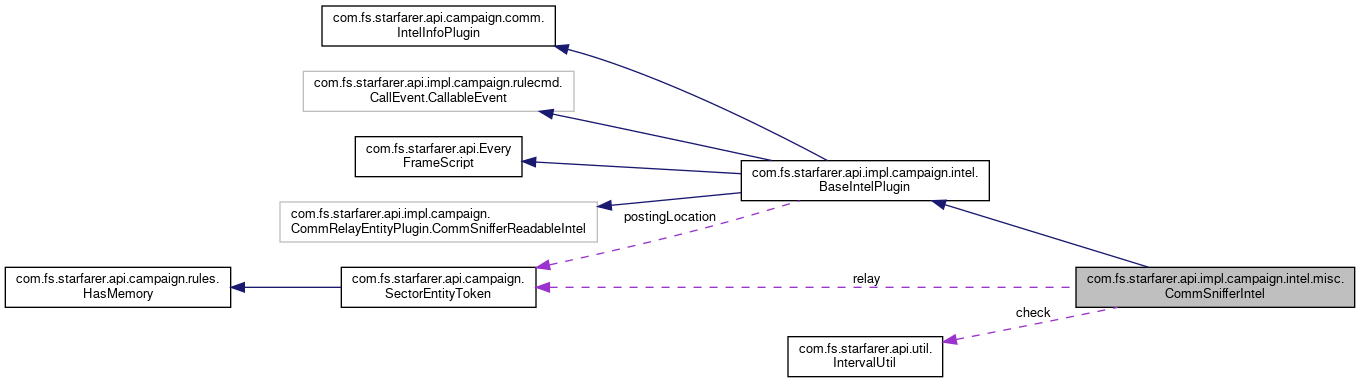 com.fs.starfarer.api.campaign.comm.
IntelInfoPlugin
com.fs.starfarer.api.impl.campaign.rulecmd.
CallEvent.CallableEvent
com.fs.starfarer.api.Every
FrameScript
com.fs.starfarer.api.impl.campaign.intel.
BaseIntelPlugin
com.fs.starfarer.api.impl.campaign.
CommRelayEntityPlugin.CommSnifferReadableIntel
postingLocation
com.fs.starfarer.api.campaign.rules.
HasMemory
com.fs.starfarer.api.campaign.
SectorEntityToken
relay
com.fs.starfarer.api.impl.campaign.intel.misc.
CommSnifferIntel
check
com.fs.starfarer.api.util.
IntervalUtil